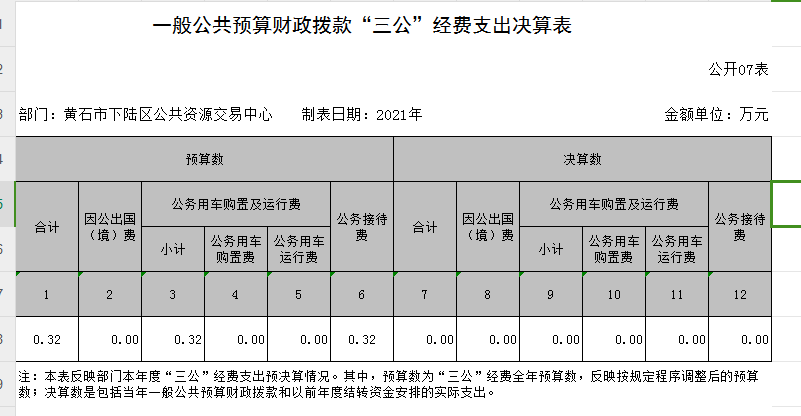 一般公共预算财政拨款“三公”经费支出决算表
公开07表
部门：黄石市下陆区公共资源交易中心 制表日期：2021年 金额单位：万元
预算数 决算数
合计 因公出国（境）费 公务用车购置及运行费 公务接待费 合计 因公出国（境）费 公务用车购置及运行费 公务接待费
小计 公务用车购置费 公务用车运行费 小计 公务用车购置费 公务用车运行费
1 2 3 4 5 6 7 8 9 10 11 12
0.32 0.00 0.32 0.00 0.00 0.32 0.00 0.00 0.00 0.00 0.00
注：本表反映部门本年度“三公”经费支出预决算情况。其中，预算数为“三公”经费全年预算数，反映按规定程序调整后的预算
数；决算数是包括当年一般公共预算财政拨款和以前年度结转资金安排的实际支出。